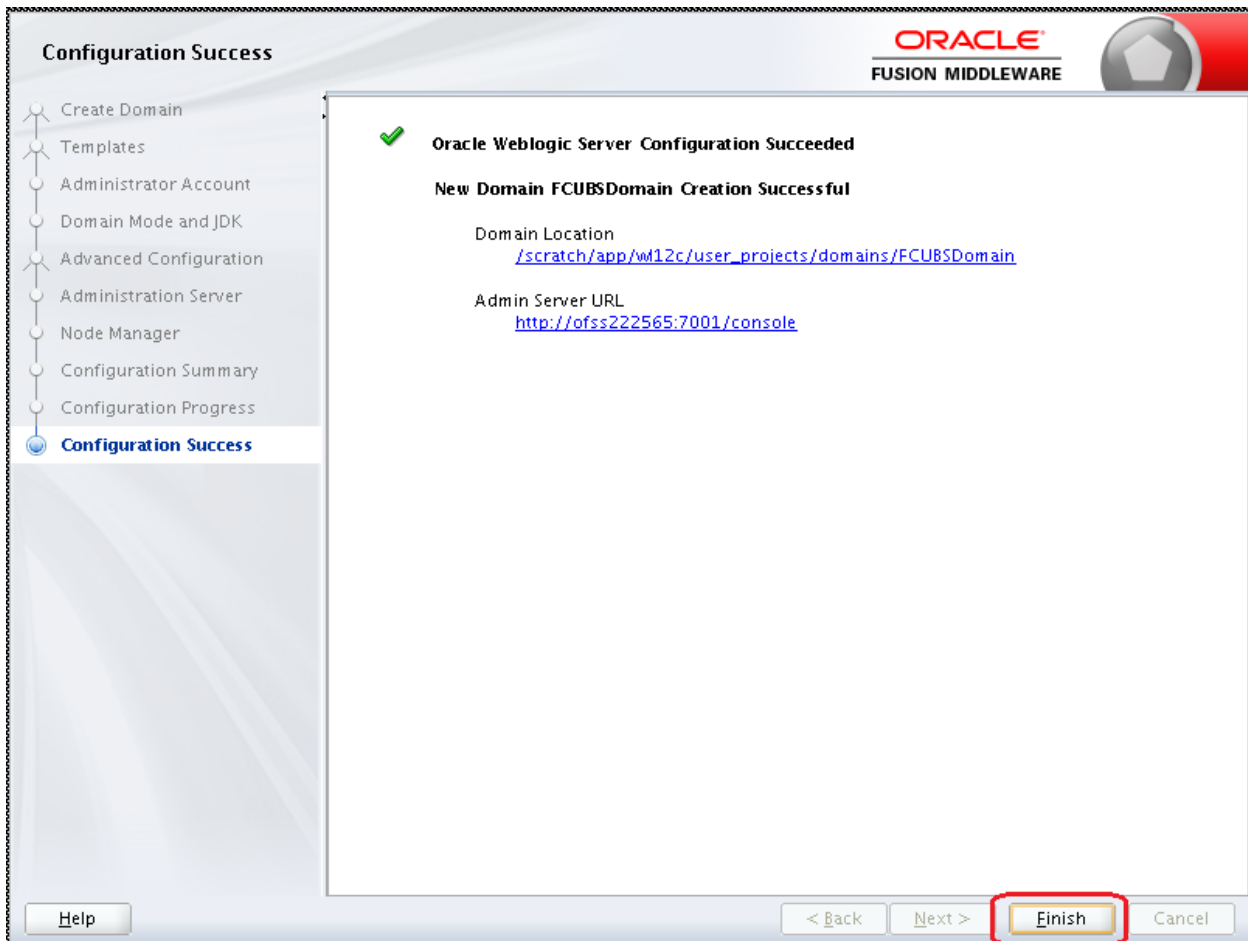 Configuration Success
ORACLE
FUSION MIDDLEWARE
Create Domain
Templates
Administrator Account
Domain Mode and JDK
Advanced Configuration
Administration Server
Node Manager
Configuration Summary
Configuration Progress
Configuration Success
Oracle Weblogic Server Configuration Succeeded
New Domain FCUBSDomain Creation Successful
Domain Location
/scratch/app/wl12c/user_projects/domains/FCUBSDomain
Admin Server URL
http://ofss222565:7001/console
Help
< Back
Next >
Finish
Cancel